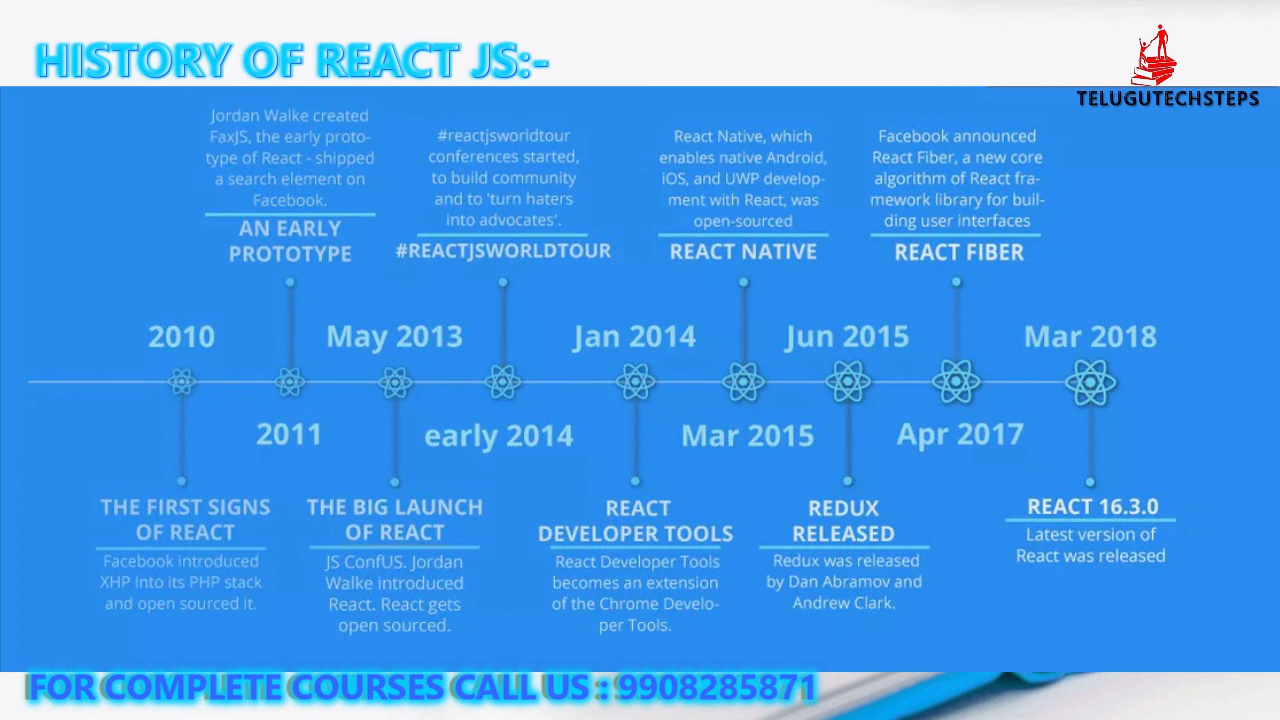 HISTORY OF REACT JS:-
TELUGUTECHSTEPS
Jordan Walke created
FaxJS, the early proto-
type of React - shipped
a search element on
Facebook.
AN EARLY
PROTOTYPE
#reactjsworldtour
conferences started,
to build community
and to 'turn haters
into advocates'.
#REACTJSWORLDTOUR
React Native, which
enables native Android,
iOS, and UWP develop-
ment with React, was
open-sourced
REACT NATIVE
Facebook announced
React Fiber, a new core
algorithm of React fra-
mework library for buil-
ding user interfaces
REACT FIBER
2010
May 2013
Jan 2014
Jun 2015
Mar 2018
2011
early 2014
Mar 2015
Apr 2017
THE FIRST SIGNS
OF REACT
Facebook introduced
XHP into its PHP stack
and open sourced it.
THE BIG LAUNCH
OF REACT
JS ConfUS. Jordan
Walke introduced
React. React gets
open sourced.
REACT
DEVELOPER TOOLS
React Developer Tools
becomes an extension
of the Chrome Develo-
per Tools.
REDUX
RELEASED
Redux was released
by Dan Abramov and
Andrew Clark.
REACT 16.3.0
Latest version of
React was released
FOR COMPLETE COURSES CALL US : 9908285871